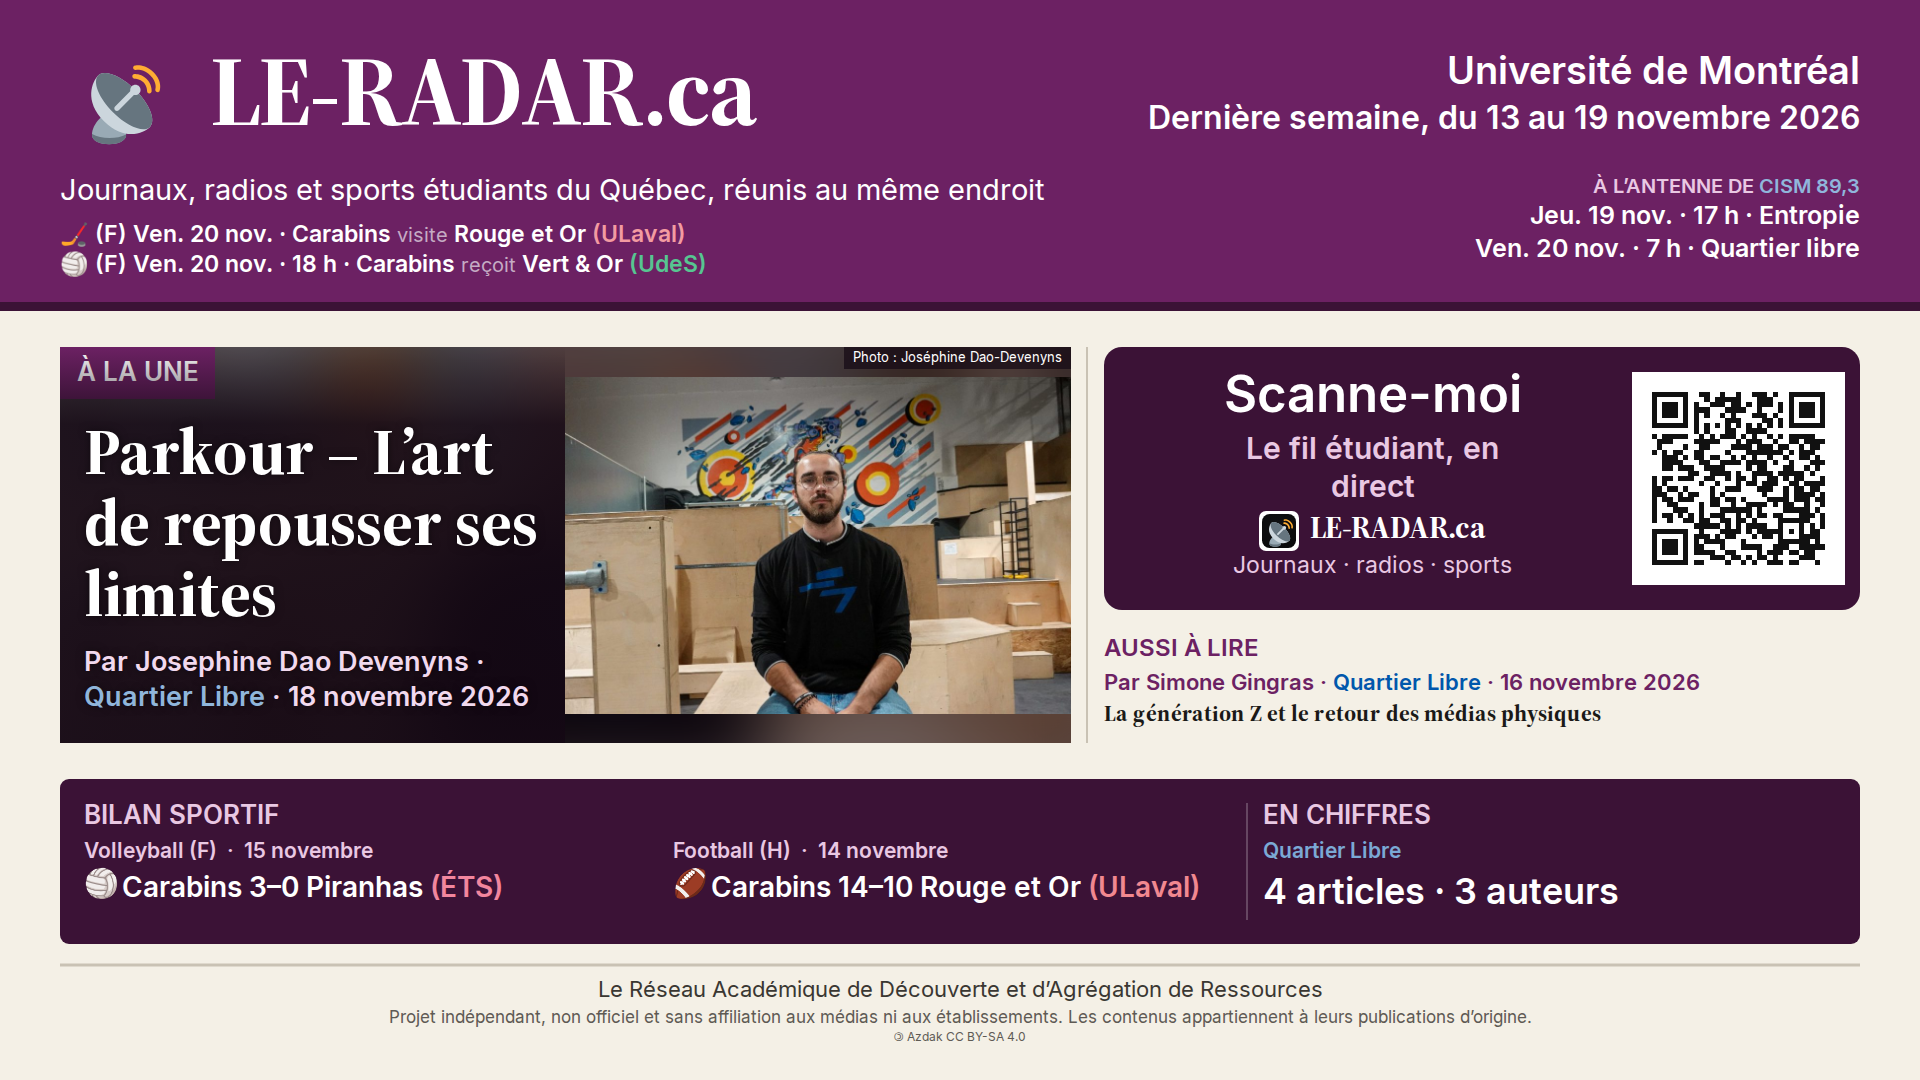 LE-RADAR.ca
Université de Montréal
Dernière semaine, du 13 au 19 novembre 2026
Journaux, radios et sports étudiants du Québec, réunis au même endroit
(F) Ven. 20 nov. · Carabins visite Rouge et Or (ULaval)
(F) Ven. 20 nov. · 18 h · Carabins reçoit Vert & Or (UdeS)
À L’ANTENNE DE CISM 89,3
Jeu. 19 nov. · 17 h · Entropie
Ven. 20 nov. · 7 h · Quartier libre
À LA UNE
Photo : Joséphine Dao-Devenyns
Parkour – L’art
de repousser ses
limites
Par Josephine Dao Devenyns ·
Quartier Libre · 18 novembre 2026
Scanne-moi
Le fil étudiant, en
direct
LE-RADAR.ca
Journaux · radios · sports
AUSSI À LIRE
Par Simone Gingras · Quartier Libre · 16 novembre 2026
La génération Z et le retour des médias physiques
BILAN SPORTIF
Volleyball (F) · 15 novembre
Carabins 3–0 Piranhas (ÉTS)
Football (H) · 14 novembre
Carabins 14–10 Rouge et Or (ULaval)
EN CHIFFRES
Quartier Libre
4 articles · 3 auteurs
Le Réseau Académique de Découverte et d’Agrégation de Ressources
Projet indépendant, non officiel et sans affiliation aux médias ni aux établissements. Les contenus appartiennent à leurs publications d’origine.
🄯 Azdak CC BY-SA 4.0